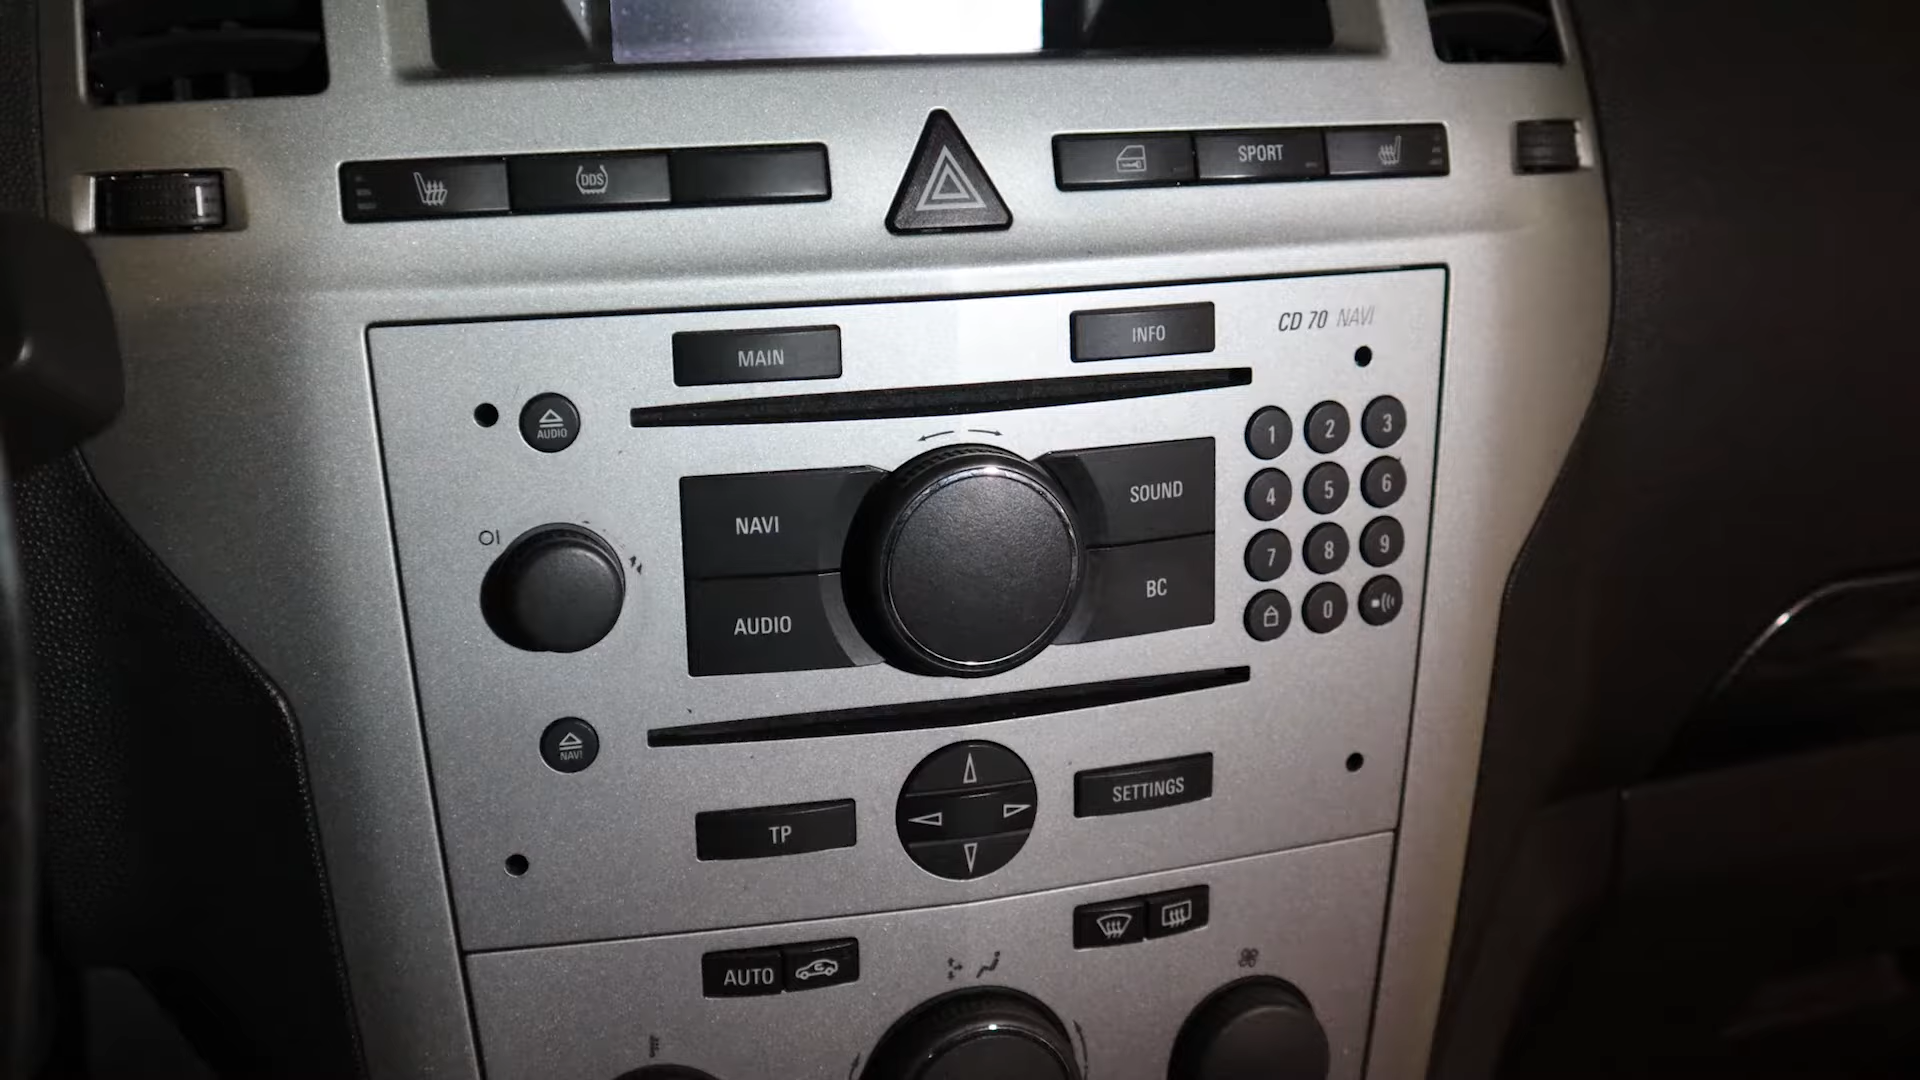 DDS
SPORT
CD 70 NAVI
MAIN
INFO
AUDIO
1 2 3
NAVI
SOUND
4 5 6
7 8 9
AUDIO
BC
0
NAVI
TP
SETTINGS
AUTO